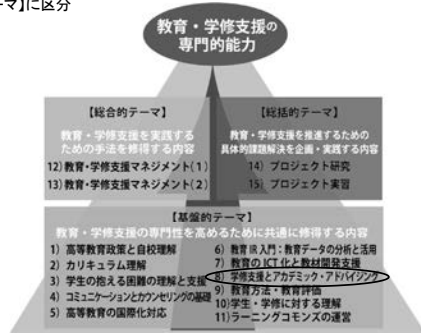 ーマ】に区分
教育・学修支援の
専門的能力
【総合的テーマ】
教育・学修支援を実践する
ための手法を修得する内容
12)教育・学修支援マネジメント(1)
13)教育・学修支援マネジメント(2)
【総括的テーマ】
教育・学修支援を推進するための
具体的課題解決を企画・実践する内容
14) プロジェクト研究
15) プロジェクト実習
【基盤的テーマ】
教育・学修支援の専門性を高めるために共通に修得する内容
1) 高等教育政策と自校理解
2) カリキュラム理解
3) 学生の抱える困難の理解と支援
4) コミュニケーションとカウンセリングの基礎
5) 高等教育の国際化対応
6) 教育IR入門：教育データの分析と活用
7) 教育のICT化と教材開発支援
8) 学修支援とアカデミック・アドバイジング
9) 教育方法・教育評価
10)学生・学修に対する理解
11)ラーニングコモンズの運営